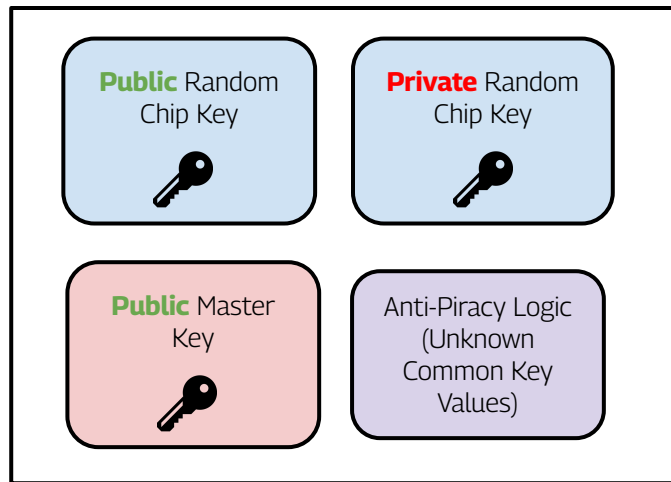 Public Random
Chip Key
Private Random
Chip Key
Public Master
Key
Anti-Piracy Logic
(Unknown
Common Key
Values)